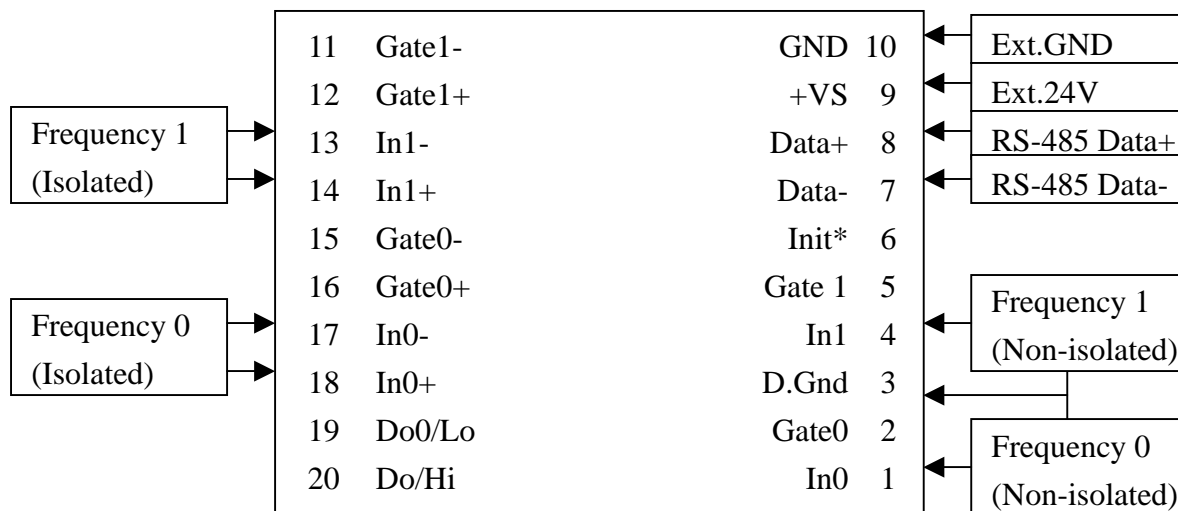 11 Gate1-
12 Gate1+
13 In1-
14 In1+
15 Gate0-
16 Gate0+
17 In0-
18 In0+
19 Do0/Lo
20 Do/Hi
GND 10
+VS 9
Data+ 8
Data- 7
Init* 6
Gate 1 5
In1 4
D.Gnd 3
Gate0 2
In0 1
Frequency 1
(Isolated)
Frequency 0
(Isolated)
Ext.GND
Ext.24V
RS-485 Data+
RS-485 Data-
Frequency 1
(Non-isolated)
Frequency 0
(Non-isolated)